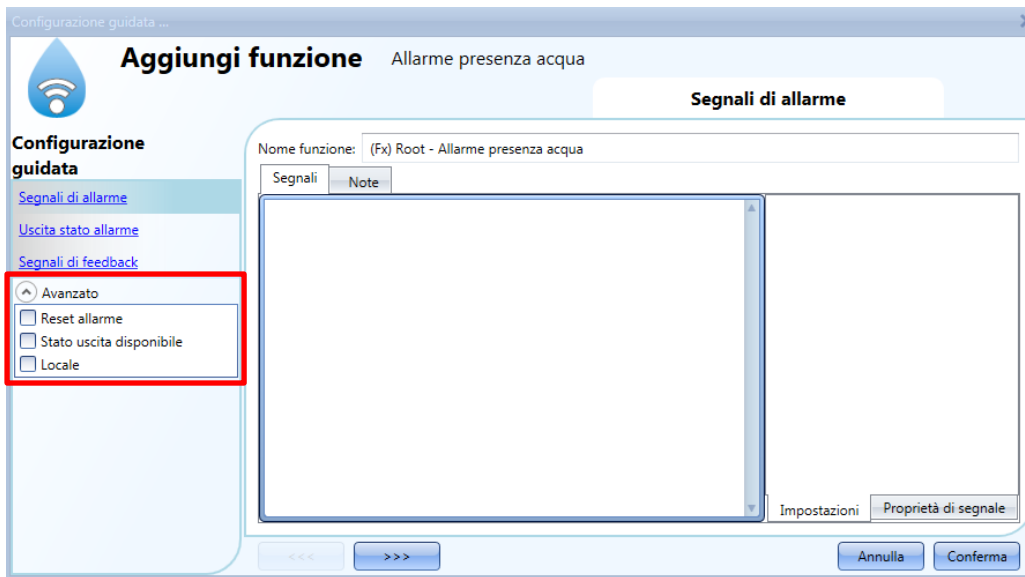 Configurazione guidata ...
Aggiungi funzione Allarme presenza acqua
Segnali di allarme
Configurazione
guidata
Segnali di allarme
Uscita stato allarme
Segnali di feedback
Avanzato
Reset allarme
Stato uscita disponibile
Locale
Nome funzione: (Fx) Root - Allarme presenza acqua
Segnali Note
Impostazioni Proprietà di segnale
<<< >>> Annulla Conferma